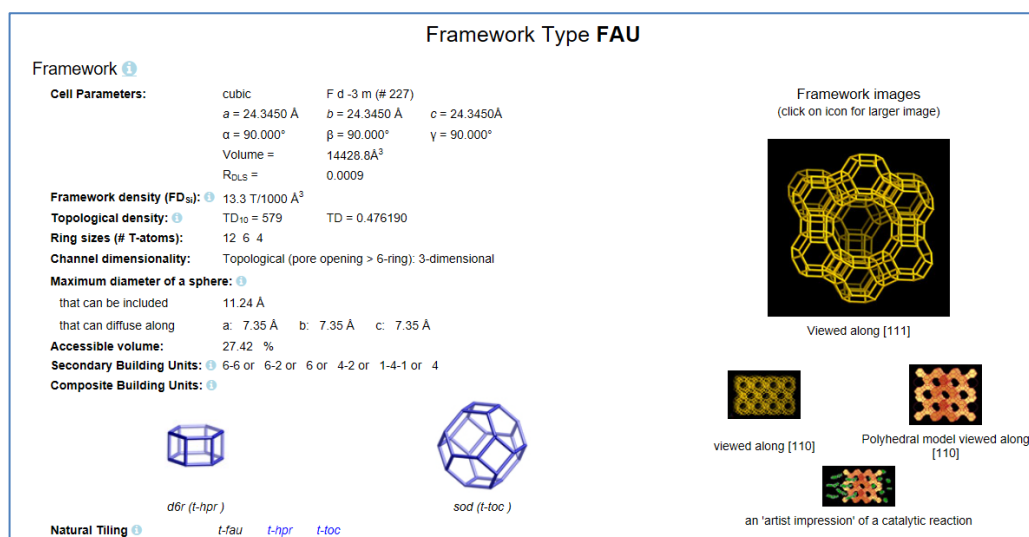 Framework Type FAU
Framework
Cell Parameters: cubic F d -3 m (# 227)
a = 24.3450 Å b = 24.3450 Å c = 24.3450Å
α = 90.000° β = 90.000° γ = 90.000°
Volume = 14428.8Å³
R_DLS = 0.0009
Framework density (FD_Si): 13.3 T/1000 Å³
Topological density: TD₁₀ = 579 TD = 0.476190
Ring sizes (# T-atoms): 12 6 4
Channel dimensionality: Topological (pore opening > 6-ring): 3-dimensional
Maximum diameter of a sphere:
that can be included 11.24 Å
that can diffuse along a: 7.35 Å b: 7.35 Å c: 7.35 Å
Accessible volume: 27.42 %
Secondary Building Units: 6-6 or 6-2 or 6 or 4-2 or 1-4-1 or 4
Composite Building Units:
d6r (t-hpr )
sod (t-toc )
Natural Tiling t-fau t-hpr t-toc
Framework images
(click on icon for larger image)
Viewed along [111]
viewed along [110]
Polyhedral model viewed along
[110]
an 'artist impression' of a catalytic reaction